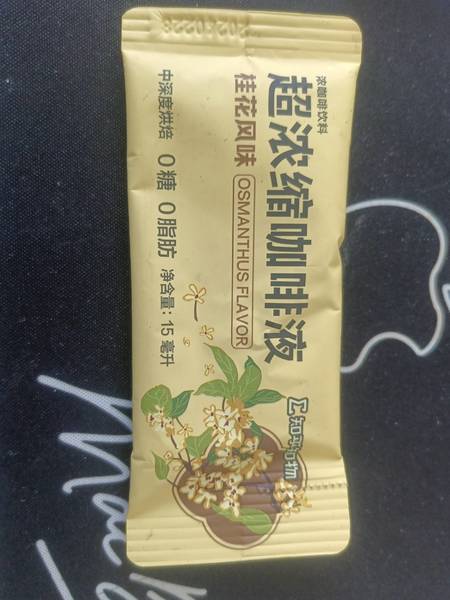 浓咖啡饮料
超浓缩咖啡液
桂花风味
OSMANTHUS FLAVOR
中深度烘焙 0糖 0脂肪 净含量：15毫升
Mac